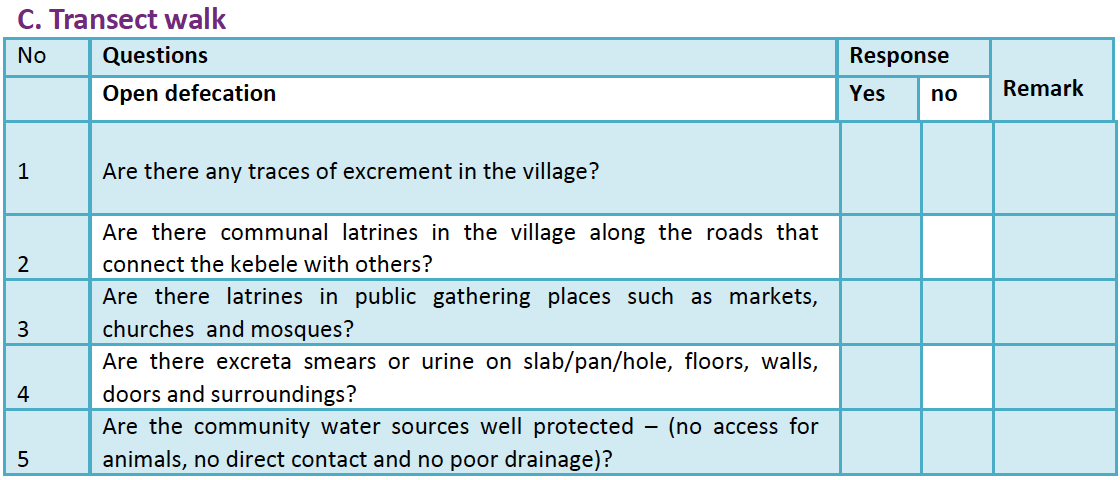 C. Transect walk
No Questions Response Remark
Open defecation Yes no
1 Are there any traces of excrement in the village?
Are there communal latrines in the village along the roads that
2 connect the kebele with others?
Are there latrines in public gathering places such as markets,
3 churches and mosques?
Are there excreta smears or urine on slab/pan/hole, floors, walls,
4 doors and surroundings?
Are the community water sources well protected – (no access for
5 animals, no direct contact and no poor drainage)?